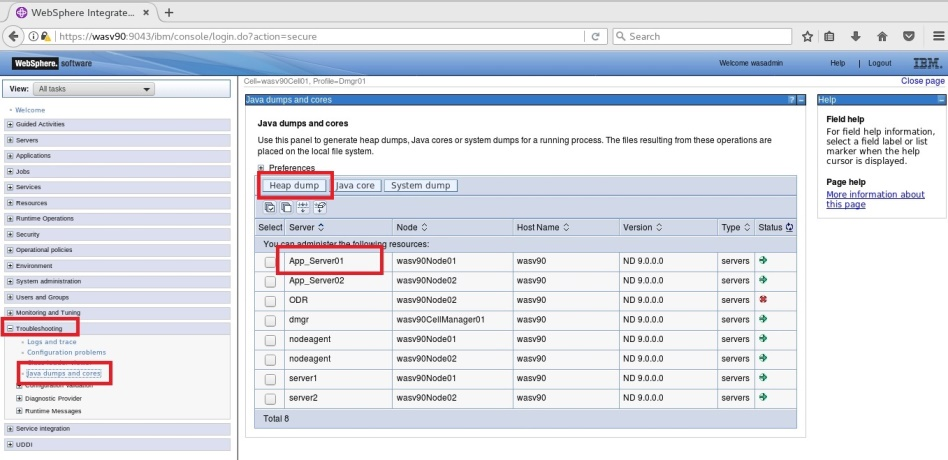 WebSphere Integrate...
https://wasv90:9043/ibm/console/login.do?action=secure
Search
WebSphere. software
Welcome wasadmin
Help
Logout
IBM.
View: All tasks
Welcome
Guided Activities
Servers
Applications
Jobs
Services
Resources
Runtime Operations
Security
Operational policies
Environment
System administration
Users and Groups
Monitoring and Tuning
Troubleshooting
Logs and trace
Configuration problems
Java dumps and cores
Configuration Validation
Diagnostic Provider
Runtime Messages
Service integration
UDDI
Cell=wasv90Cell01, Profile=Dmgr01
Close page
Java dumps and cores
Java dumps and cores
Use this panel to generate heap dumps, Java cores or system dumps for a running process. The files resulting from these operations are
placed on the local file system.
Preferences
Heap dump Java core System dump
Select Server Node Host Name Version Type Status
You can administer the following resources:
App_Server01 wasv90Node01 wasv90 ND 9.0.0.0 servers
App_Server02 wasv90Node02 wasv90 ND 9.0.0.0 servers
ODR wasv90Node02 wasv90 ND 9.0.0.0 servers
dmgr wasv90CellManager01 wasv90 ND 9.0.0.0 servers
nodeagent wasv90Node01 wasv90 ND 9.0.0.0 servers
nodeagent wasv90Node02 wasv90 ND 9.0.0.0 servers
server1 wasv90Node01 wasv90 ND 9.0.0.0 servers
server2 wasv90Node02 wasv90 ND 9.0.0.0 servers
Total 8
Help
Field help
For field help information,
select a field label or list
marker when the help
cursor is displayed.
Page help
More information about
this page